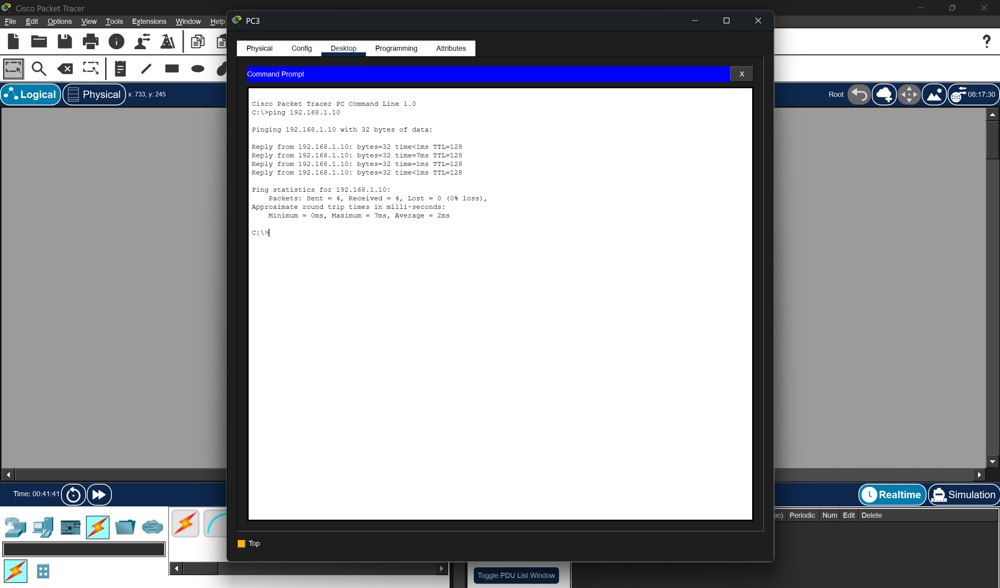 Cisco Packet Tracer
File Edit Options View Tools Extensions Window Help
PC3
Physical Config Desktop Programming Attributes
Command Prompt X
Logical Physical x: 733, y: 245
Root 08:17:30
Cisco Packet Tracer PC Command Line 1.0
C:\>ping 192.168.1.10
Pinging 192.168.1.10 with 32 bytes of data:
Reply from 192.168.1.10: bytes=32 time<1ms TTL=128
Reply from 192.168.1.10: bytes=32 time=7ms TTL=128
Reply from 192.168.1.10: bytes=32 time=1ms TTL=128
Reply from 192.168.1.10: bytes=32 time<1ms TTL=128
Ping statistics for 192.168.1.10:
Packets: Sent = 4, Received = 4, Lost = 0 (0% loss),
Approximate round trip times in milli-seconds:
Minimum = 0ms, Maximum = 7ms, Average = 2ms
C:\>
Time: 00:41:41
Realtime Simulation
ec) Periodic Num Edit Delete
Top
Toggle PDU List Window